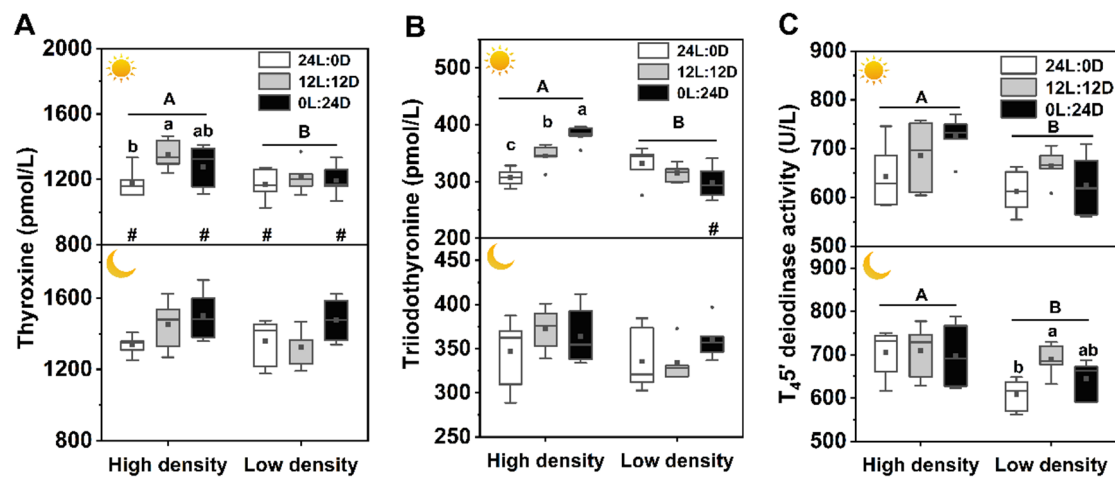 A
Thyroxine (pmol/L)
2000
1600
1200
800
1600
1200
800
24L:0D
12L:12D
0L:24D
A
b
a
ab
B
#
#
#
#
High density
Low density
B
Triiodothyronine (pmol/L)
500
400
300
200
450
400
350
300
250
24L:0D
12L:12D
0L:24D
A
c
b
a
B
#
High density
Low density
C
T₄5' deiodinase activity (U/L)
900
800
700
600
500
900
800
700
600
500
24L:0D
12L:12D
0L:24D
A
B
A
B
b
a
ab
High density
Low density